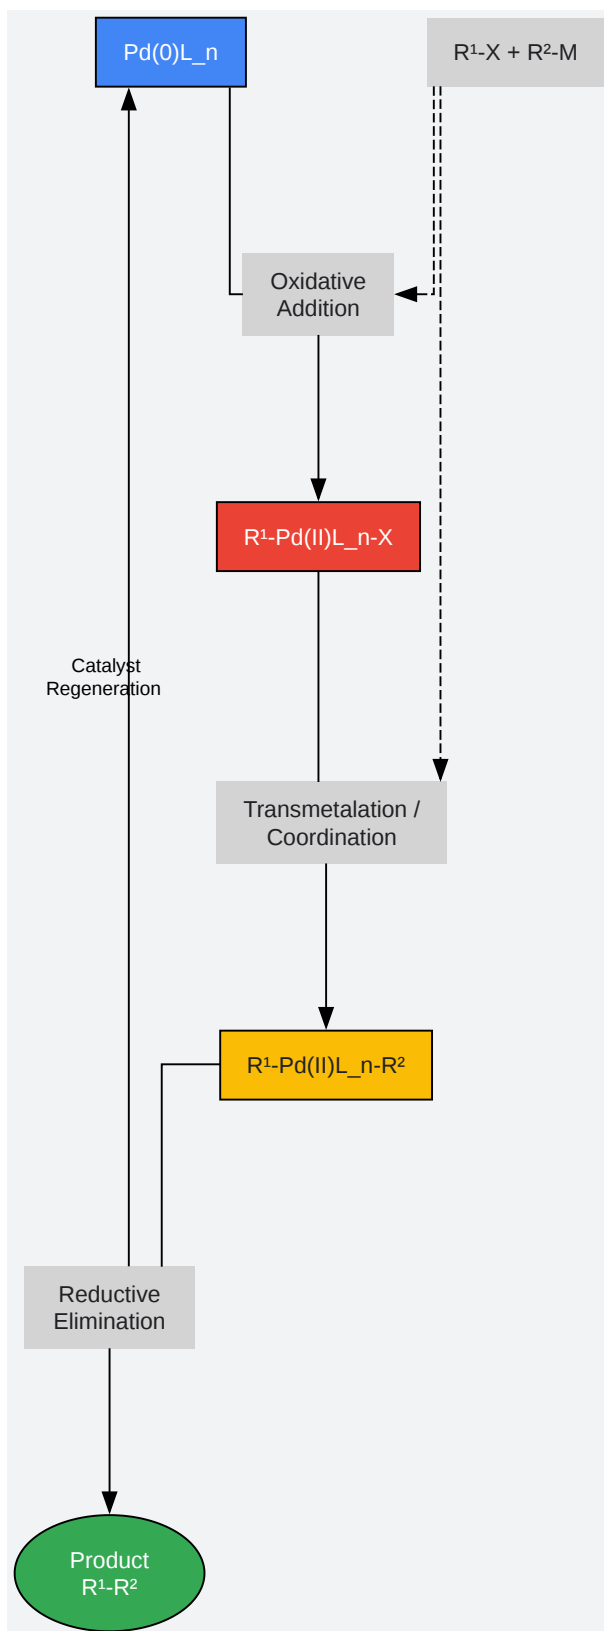 Pd(0)L_n
R¹-X + R²-M
Oxidative
Addition
R¹-Pd(II)L_n-X
Catalyst
Regeneration
Transmetalation /
Coordination
R¹-Pd(II)L_n-R²
Reductive
Elimination
Product
R¹-R²